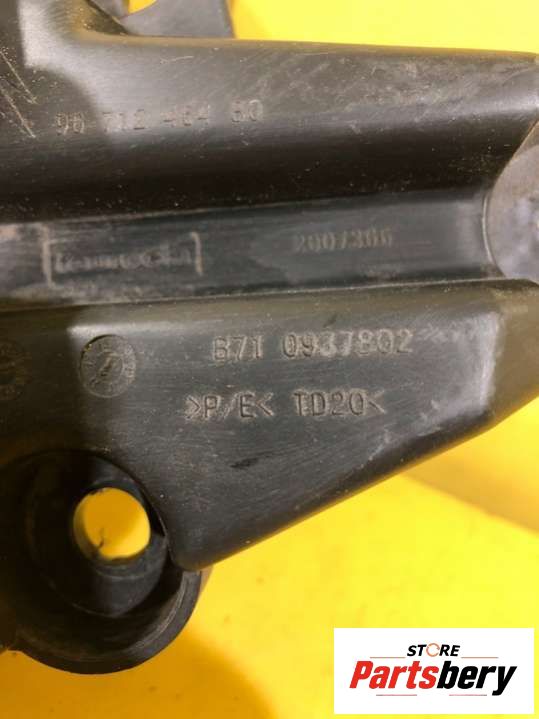 96 712 464 80
2007366
B71 0937802
>P/E< TD20<
STORE
Partsbery